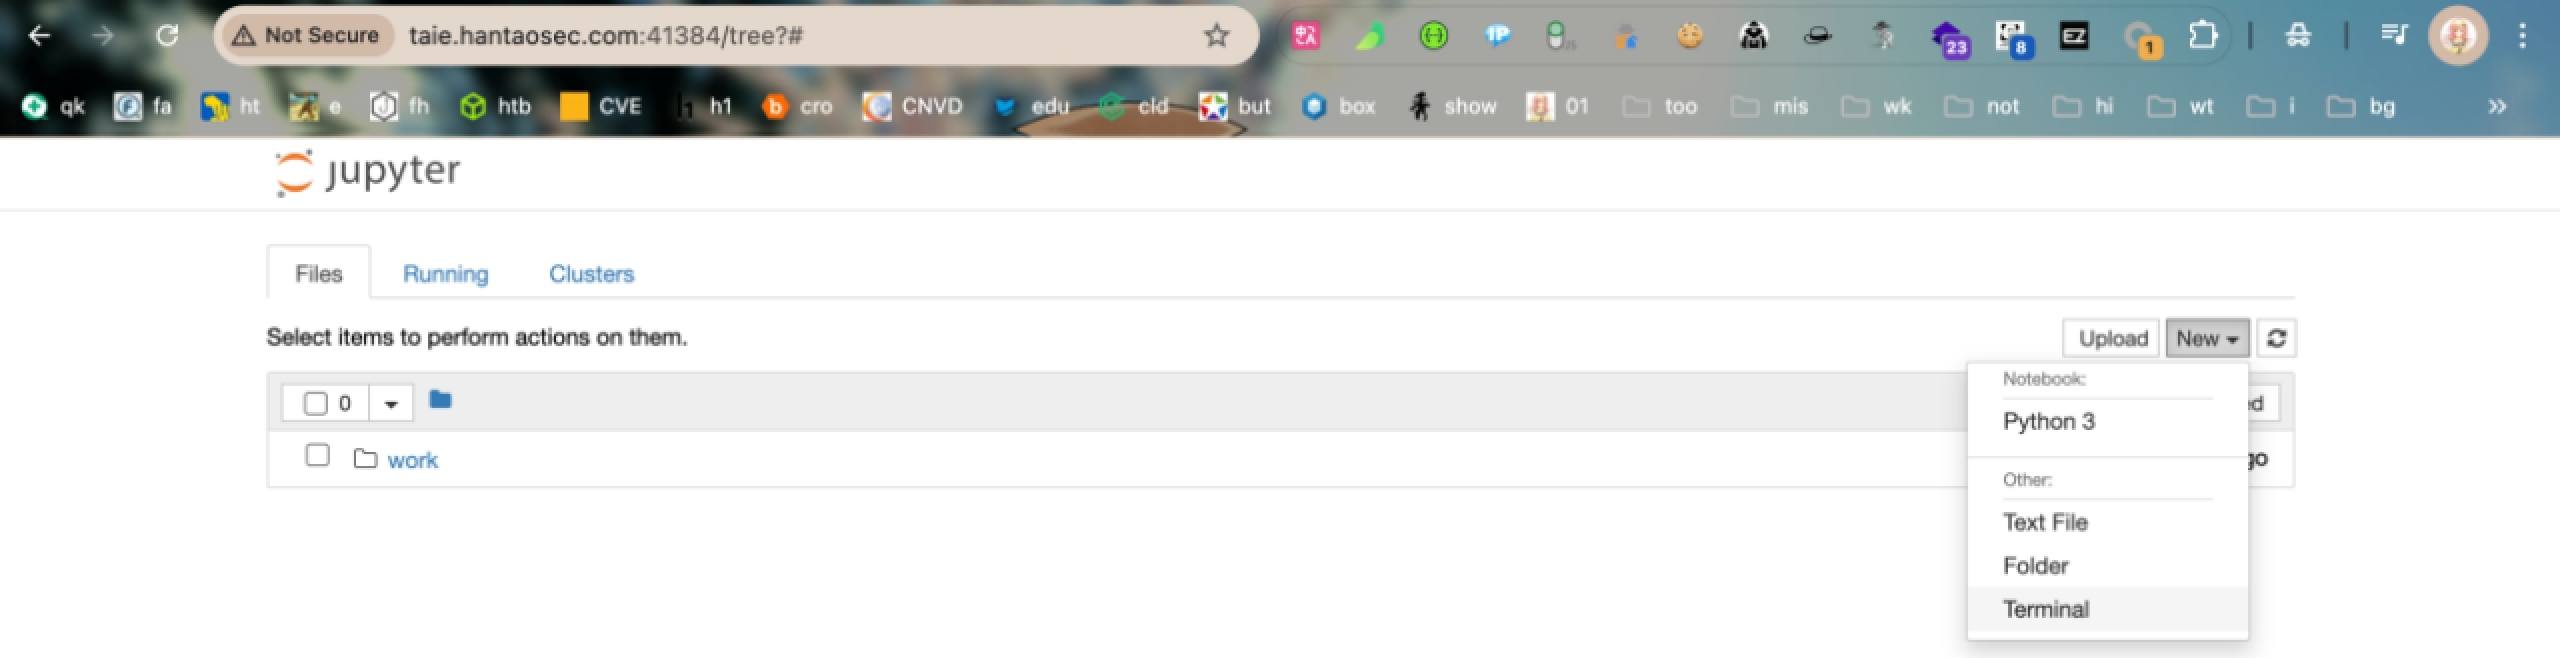 Not Secure taie.hantaosec.com:41384/tree?# 23 8 EZ 1
qk fa ht e fh htb CVE h1 cro CNVD edu cld but box show 01 too mis wk not hi wt i bg
jupyter
Files Running Clusters
Select items to perform actions on them.
Upload New
0
Notebook:
Python 3
work
Other:
Text File
Folder
Terminal